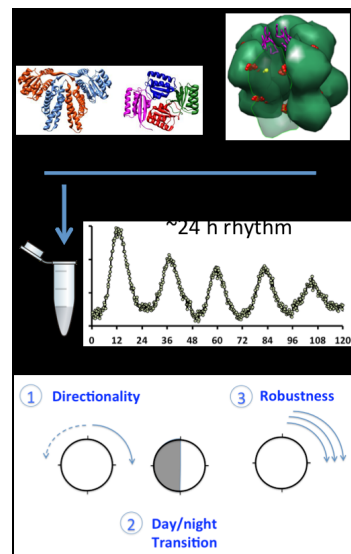 ~24 h rhythm
0 12 24 36 48 60 72 84 96 108 120
1 Directionality
3 Robustness
2 Day/night
Transition